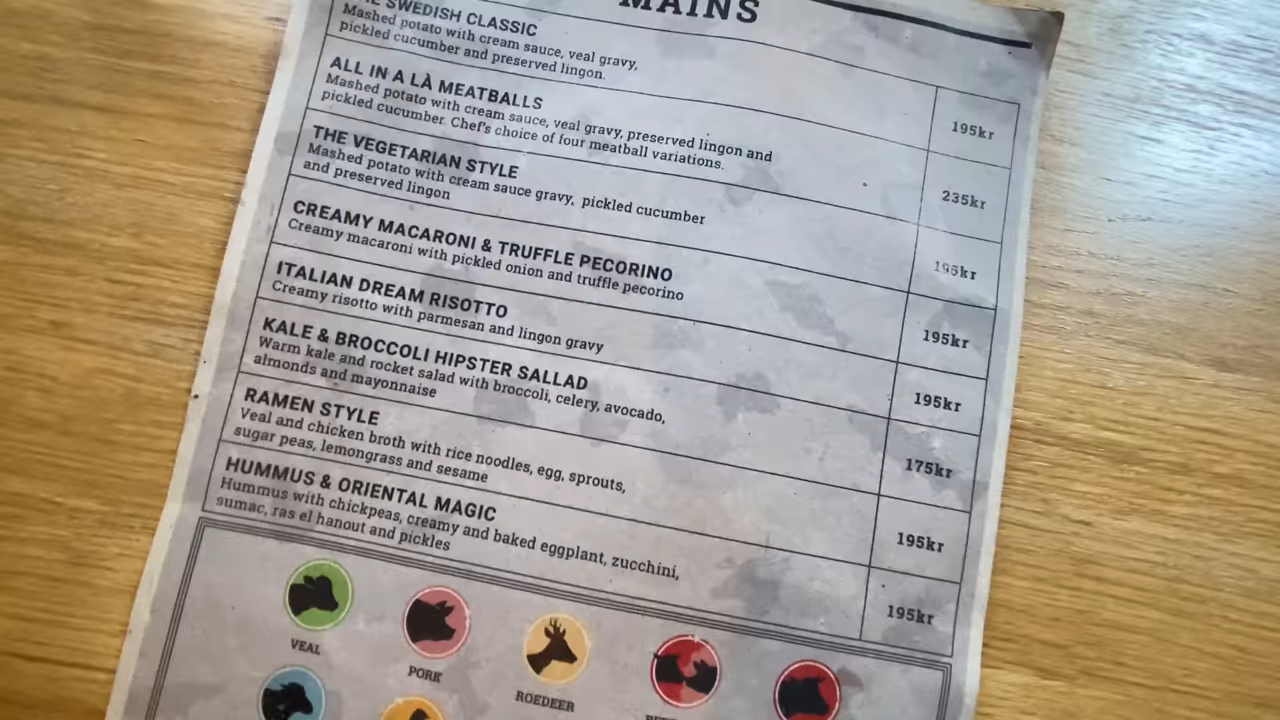 MAINS
SWEDISH CLASSIC
Mashed potato with cream sauce, veal gravy,
pickled cucumber and preserved lingon.
195kr
ALL IN A LÀ MEATBALLS
Mashed potato with cream sauce, veal gravy, preserved lingon and
pickled cucumber. Chef's choice of four meatball variations.
235kr
THE VEGETARIAN STYLE
Mashed potato with cream sauce gravy, pickled cucumber
and preserved lingon
195kr
CREAMY MACARONI & TRUFFLE PECORINO
Creamy macaroni with pickled onion and truffle pecorino
195kr
ITALIAN DREAM RISOTTO
Creamy risotto with parmesan and lingon gravy
195kr
KALE & BROCCOLI HIPSTER SALLAD
Warm kale and rocket salad with broccoli, celery, avocado,
almonds and mayonnaise
175kr
RAMEN STYLE
Veal and chicken broth with rice noodles, egg, sprouts,
sugar peas, lemongrass and sesame
195kr
HUMMUS & ORIENTAL MAGIC
Hummus with chickpeas, creamy and baked eggplant, zucchini,
sumac, ras el hanout and pickles
195kr
VEAL
PORK
ROEDEER